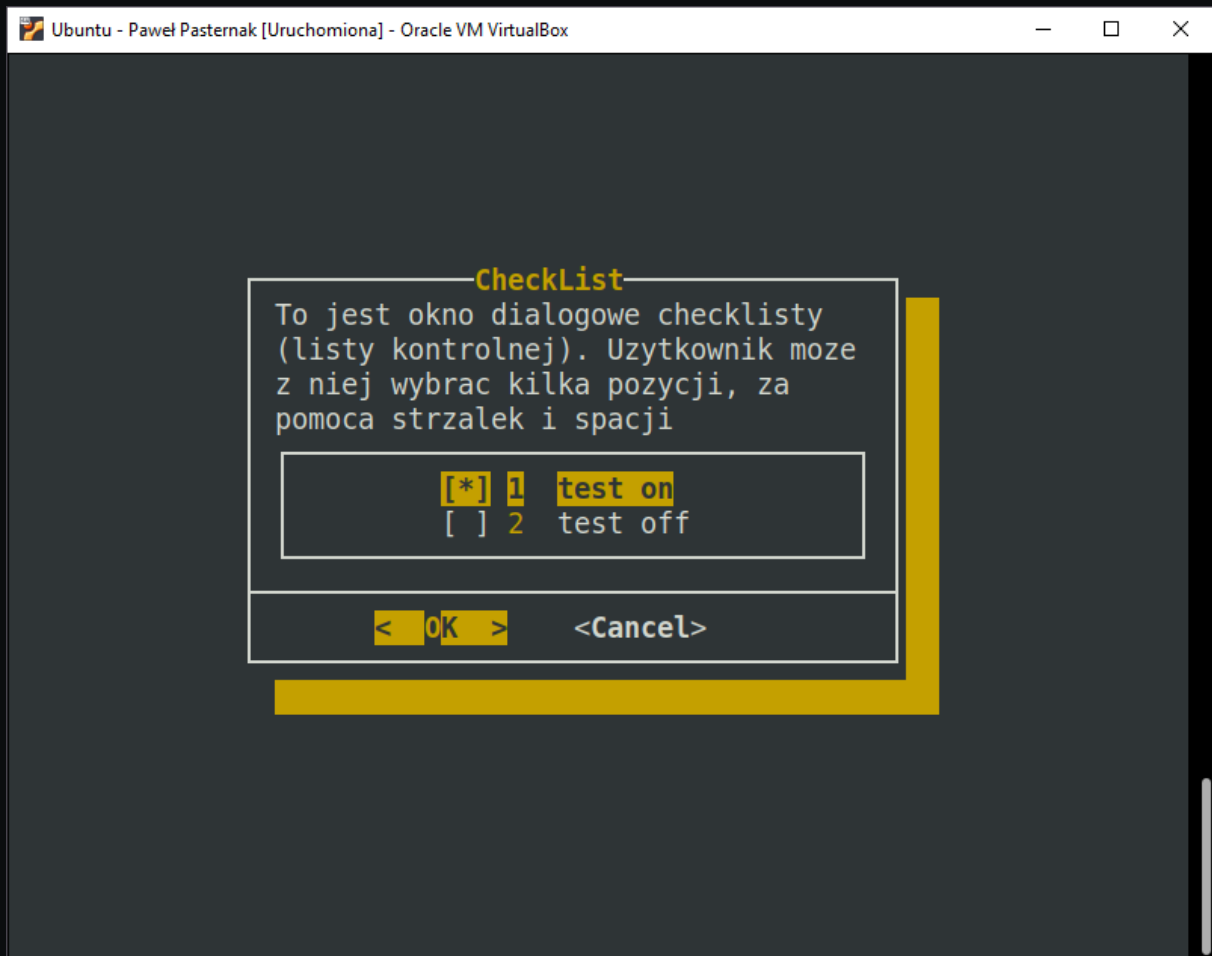 Ubuntu - Paweł Pasternak [Uruchomiona] - Oracle VM VirtualBox
CheckList
To jest okno dialogowe checklisty
(listy kontrolnej). Uzytkownik moze
z niej wybrac kilka pozycji, za
pomoca strzalek i spacji
[*] 1 test on
[ ] 2 test off
< OK > <Cancel>